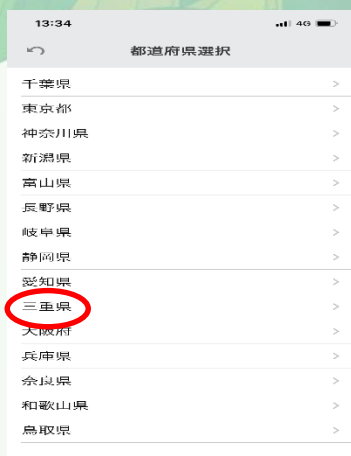 13:34
4G
都道府県選択
千葉県 >
東京都 >
神奈川県 >
新潟県 >
富山県 >
長野県 >
岐阜県 >
静岡県 >
愛知県 >
三重県 >
大阪府 >
兵庫県 >
奈良県 >
和歌山県 >
鳥取県 >